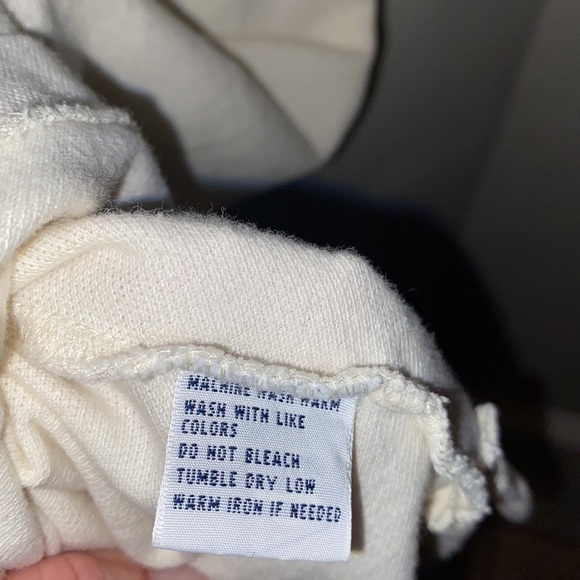 MACHINE WASH WARM
WASH WITH LIKE
COLORS
DO NOT BLEACH
TUMBLE DRY LOW
WARM IRON IF NEEDED